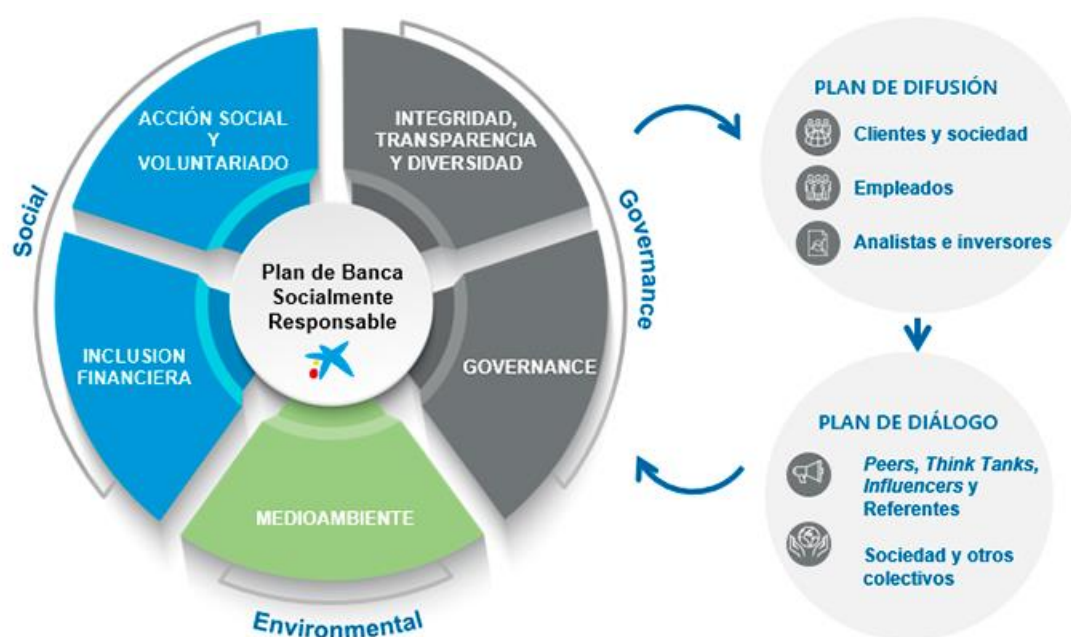 Social
ACCIÓN SOCIAL
Y
VOLUNTARIADO
INTEGRIDAD,
TRANSPARENCIA
Y DIVERSIDAD
Governance
INCLUSION
FINANCIERA
Plan de Banca
Socialmente
Responsable
GOVERNANCE
MEDIOAMBIENTE
Environmental
PLAN DE DIFUSIÓN
Clientes y sociedad
Empleados
Analistas e inversores
PLAN DE DIÁLOGO
Peers, Think Tanks,
Influencers y
Referentes
Sociedad y otros
colectivos